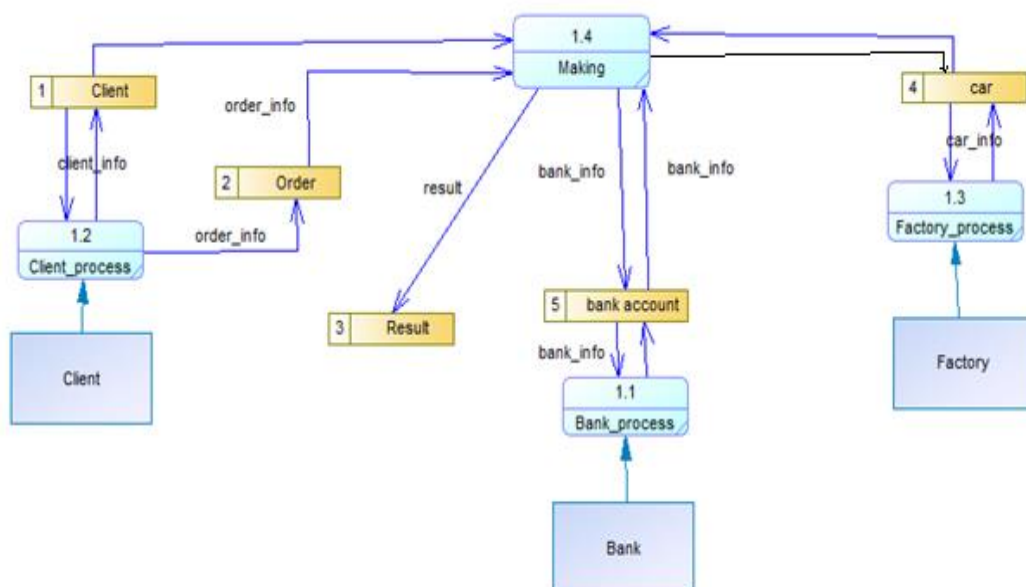 1.4
Making
1 Client
4 car
order_info
client_info
car_info
2 Order
result
bank_info
bank_info
1.2
Client_process
order_info
1.3
Factory_process
3 Result
5 bank account
bank_info
Client
Factory
1.1
Bank_process
Bank